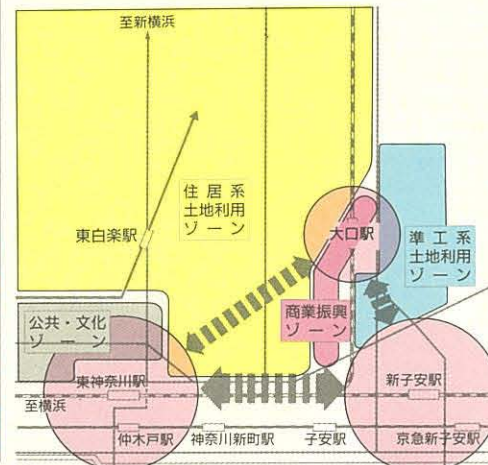 至新横浜
住居系
土地利用
ゾーン
東白楽駅
大口駅
準工系
土地利用
ゾーン
商業振興
ゾーン
公共・文化
ゾーン
東神奈川駅
新子安駅
至横浜
仲木戸駅
神奈川新町駅
子安駅
京急新子安駅